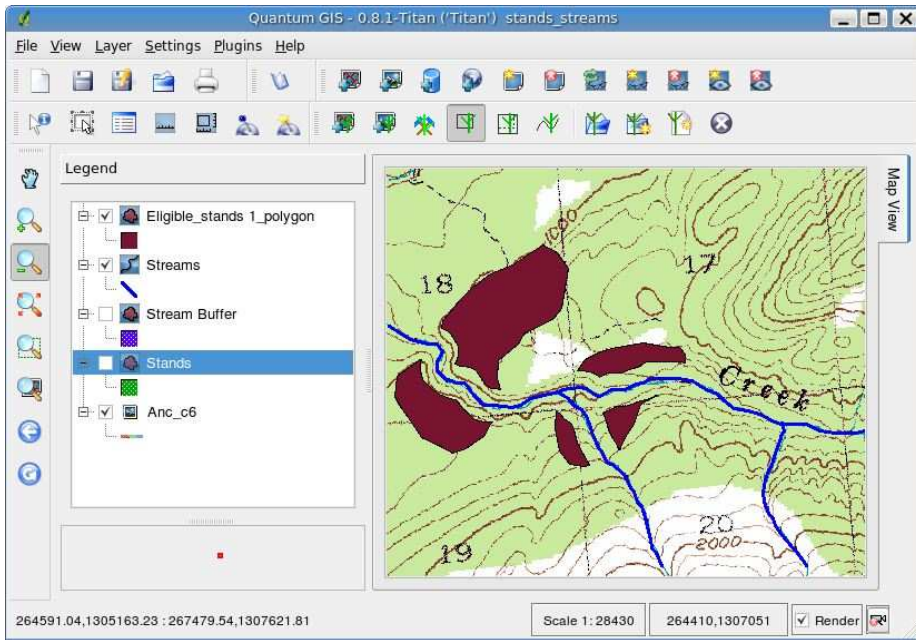 Quantum GIS - 0.8.1-Titan ('Titan') stands_streams
File View Layer Settings Plugins Help
Legend
Eligible_stands 1_polygon
Streams
Stream Buffer
Stands
Anc_c6
Map View
1000
18
17
Creek
19
20
2000
264591.04,1305163.23 : 267479.54,1307621.81
Scale 1: 28430
264410,1307051
Render